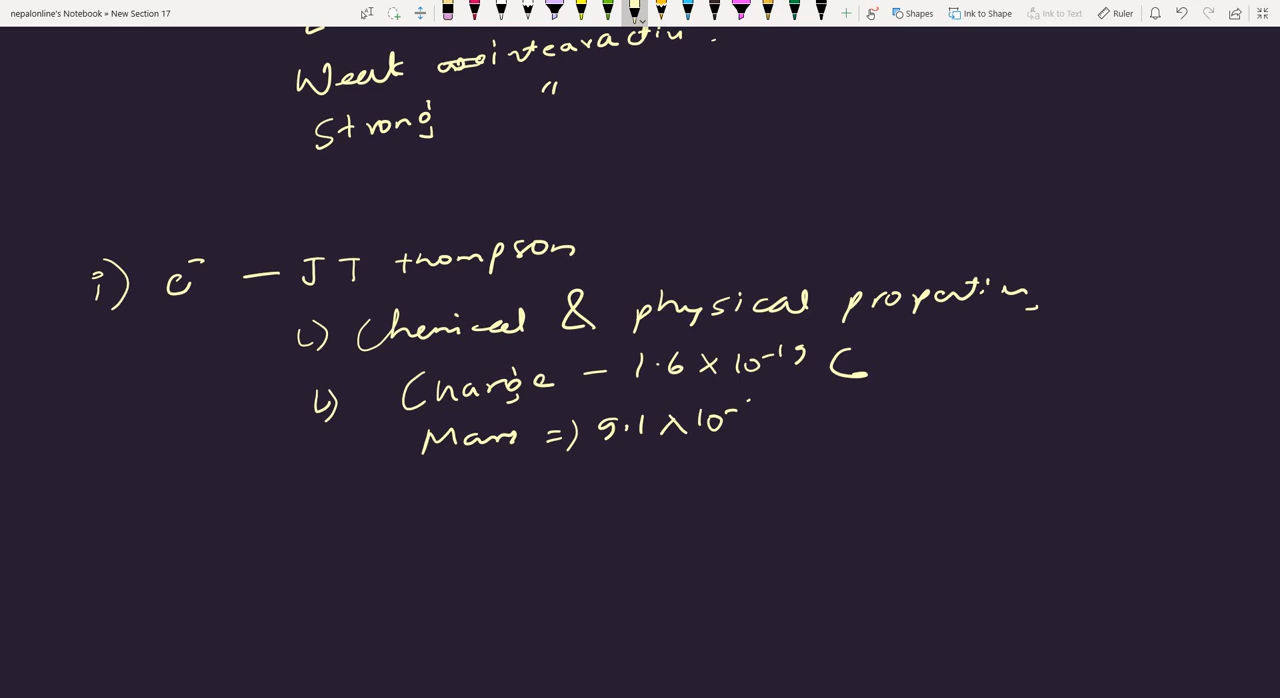 nepalonline's Notebook » New Section 17
Shapes Ink to Shape Ink to Text Ruler
Weak interaction
Strong "
i) e⁻ — J T thompson
↳ Chemical & physical properties
↳ Charge – 1.6 × 10⁻¹⁹ C
Mass => 9.1 × 10⁻